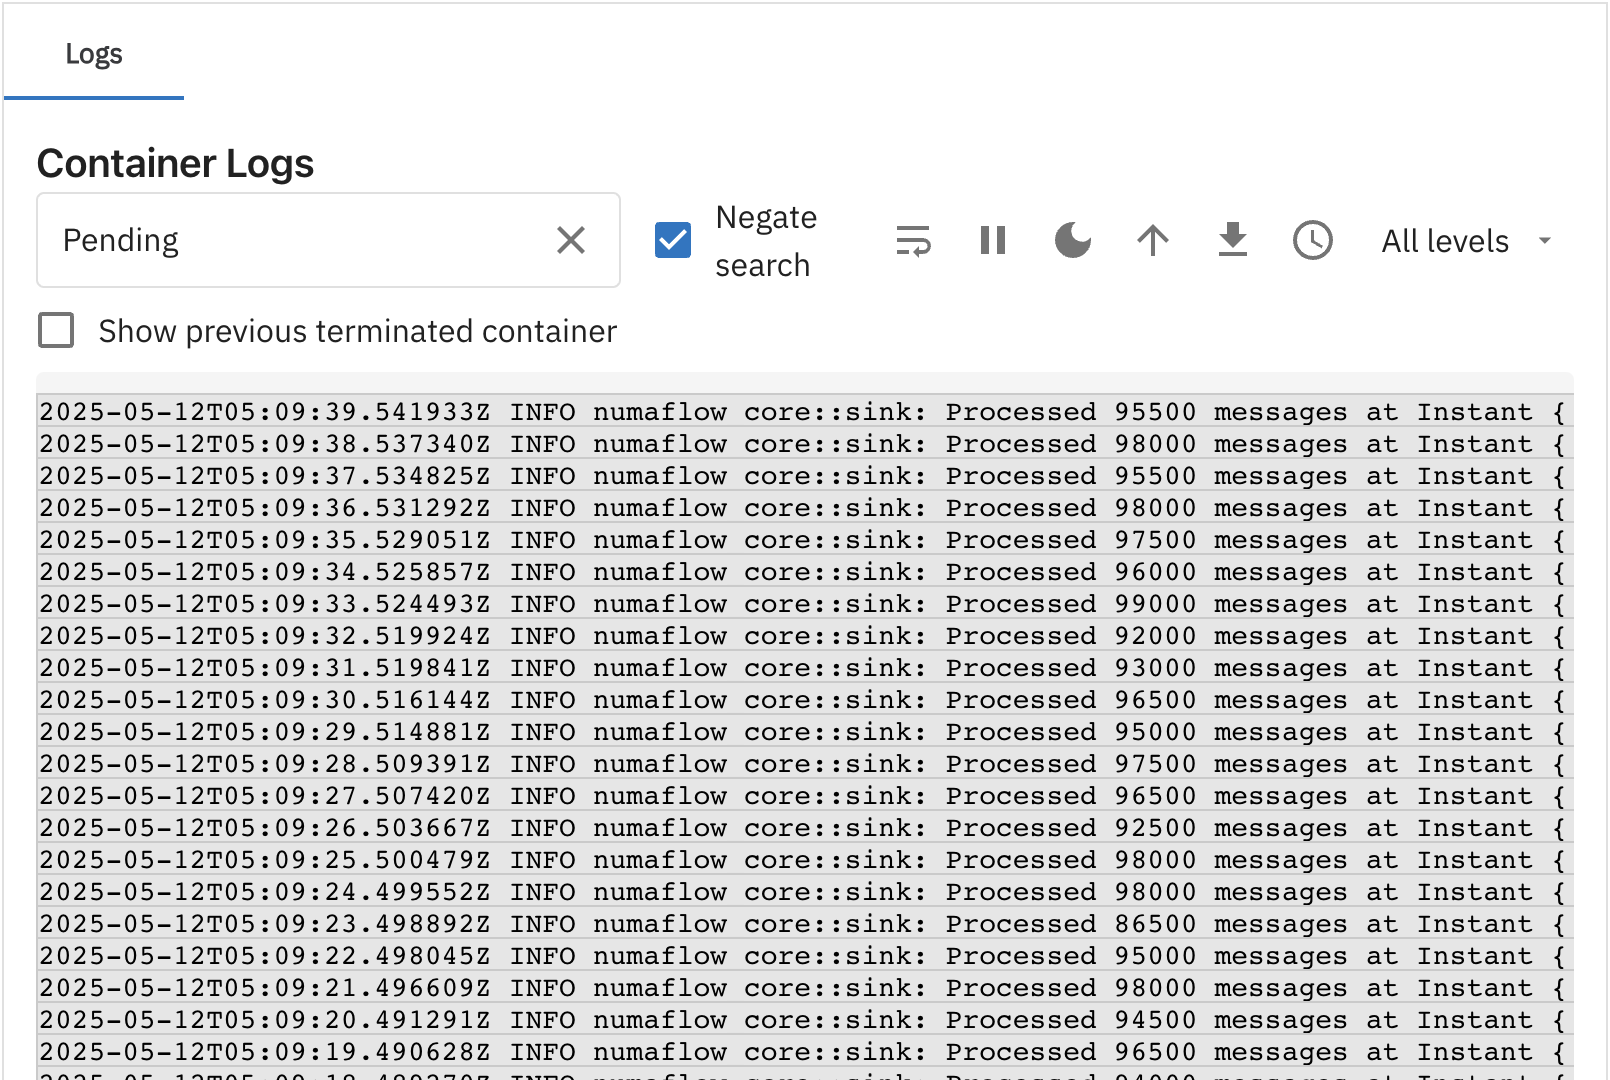 Logs
Container Logs
Pending
Negate
search
All levels
Show previous terminated container
2025-05-12T05:09:39.541933Z INFO numaflow core::sink: Processed 95500 messages at Instant {
2025-05-12T05:09:38.537340Z INFO numaflow core::sink: Processed 98000 messages at Instant {
2025-05-12T05:09:37.534825Z INFO numaflow core::sink: Processed 95500 messages at Instant {
2025-05-12T05:09:36.531292Z INFO numaflow core::sink: Processed 98000 messages at Instant {
2025-05-12T05:09:35.529051Z INFO numaflow core::sink: Processed 97500 messages at Instant {
2025-05-12T05:09:34.525857Z INFO numaflow core::sink: Processed 96000 messages at Instant {
2025-05-12T05:09:33.524493Z INFO numaflow core::sink: Processed 99000 messages at Instant {
2025-05-12T05:09:32.519924Z INFO numaflow core::sink: Processed 92000 messages at Instant {
2025-05-12T05:09:31.519841Z INFO numaflow core::sink: Processed 93000 messages at Instant {
2025-05-12T05:09:30.516144Z INFO numaflow core::sink: Processed 96500 messages at Instant {
2025-05-12T05:09:29.514881Z INFO numaflow core::sink: Processed 95000 messages at Instant {
2025-05-12T05:09:28.509391Z INFO numaflow core::sink: Processed 97500 messages at Instant {
2025-05-12T05:09:27.507420Z INFO numaflow core::sink: Processed 96500 messages at Instant {
2025-05-12T05:09:26.503667Z INFO numaflow core::sink: Processed 92500 messages at Instant {
2025-05-12T05:09:25.500479Z INFO numaflow core::sink: Processed 98000 messages at Instant {
2025-05-12T05:09:24.499552Z INFO numaflow core::sink: Processed 98000 messages at Instant {
2025-05-12T05:09:23.498892Z INFO numaflow core::sink: Processed 86500 messages at Instant {
2025-05-12T05:09:22.498045Z INFO numaflow core::sink: Processed 95000 messages at Instant {
2025-05-12T05:09:21.496609Z INFO numaflow core::sink: Processed 98000 messages at Instant {
2025-05-12T05:09:20.491291Z INFO numaflow core::sink: Processed 94500 messages at Instant {
2025-05-12T05:09:19.490628Z INFO numaflow core::sink: Processed 96500 messages at Instant {